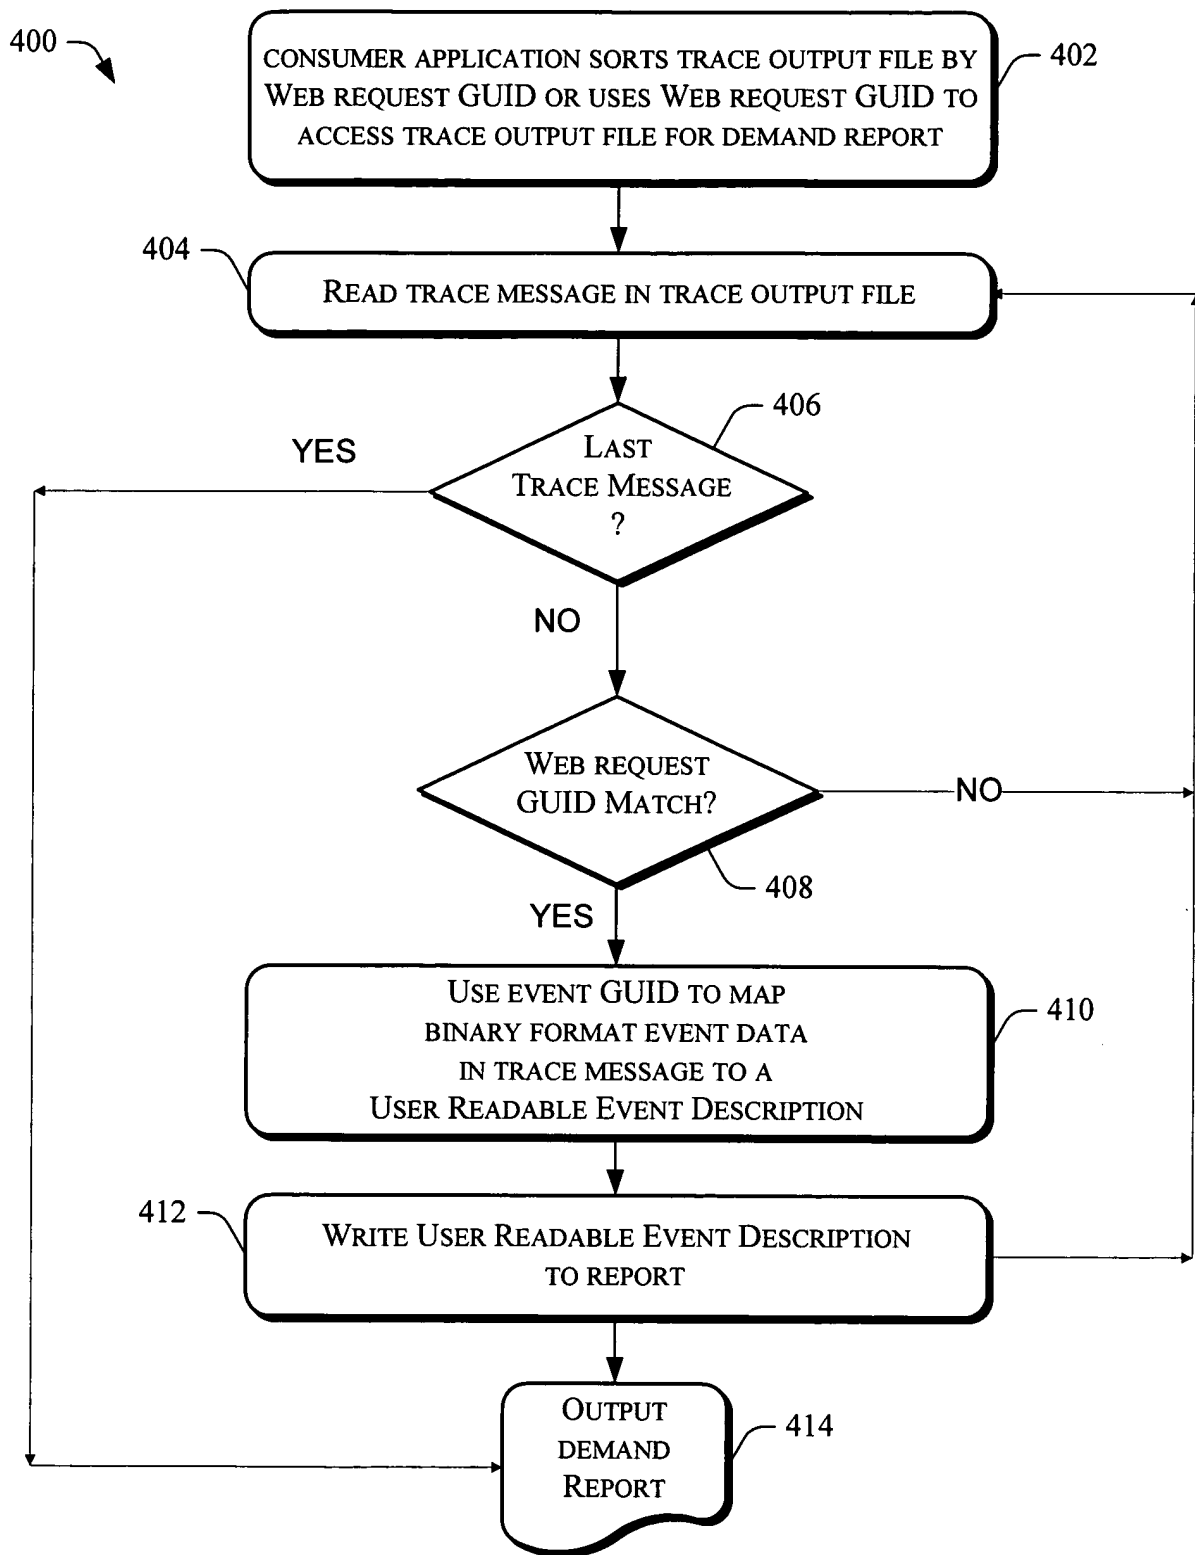 400
CONSUMER APPLICATION SORTS TRACE OUTPUT FILE BY
WEB REQUEST GUID OR USES WEB REQUEST GUID TO
ACCESS TRACE OUTPUT FILE FOR DEMAND REPORT
402
404
READ TRACE MESSAGE IN TRACE OUTPUT FILE
406
LAST
TRACE MESSAGE
?
YES
NO
WEB REQUEST
GUID MATCH?
NO
408
YES
USE EVENT GUID TO MAP
BINARY FORMAT EVENT DATA
IN TRACE MESSAGE TO A
USER READABLE EVENT DESCRIPTION
410
412
WRITE USER READABLE EVENT DESCRIPTION
TO REPORT
OUTPUT
DEMAND
REPORT
414